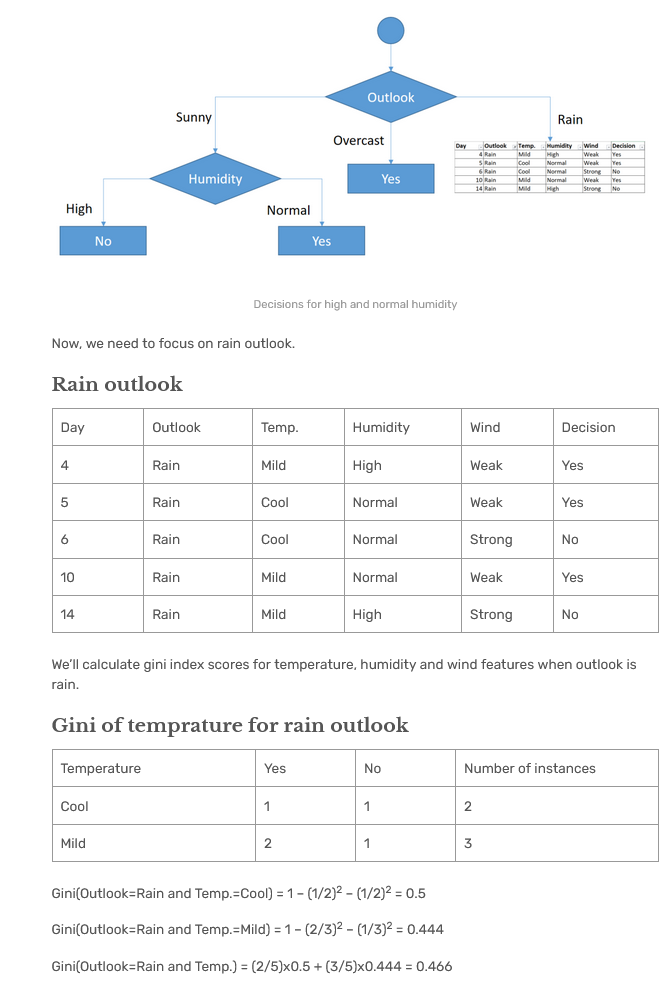 Outlook
Sunny
Rain
Overcast
Day Outlook Temp. Humidity Wind Decision
4 Rain Mild High Weak Yes
5 Rain Cool Normal Weak Yes
6 Rain Cool Normal Strong No
10 Rain Mild Normal Weak Yes
14 Rain Mild High Strong No
Humidity
Yes
High
Normal
No
Yes
Decisions for high and normal humidity
Now, we need to focus on rain outlook.
Rain outlook
Day Outlook Temp. Humidity Wind Decision
4 Rain Mild High Weak Yes
5 Rain Cool Normal Weak Yes
6 Rain Cool Normal Strong No
10 Rain Mild Normal Weak Yes
14 Rain Mild High Strong No
We'll calculate gini index scores for temperature, humidity and wind features when outlook is
rain.
Gini of temprature for rain outlook
Temperature Yes No Number of instances
Cool 1 1 2
Mild 2 1 3
Gini(Outlook=Rain and Temp.=Cool) = 1 – (1/2)² – (1/2)² = 0.5
Gini(Outlook=Rain and Temp.=Mild) = 1 – (2/3)² – (1/3)² = 0.444
Gini(Outlook=Rain and Temp.) = (2/5)x0.5 + (3/5)x0.444 = 0.466